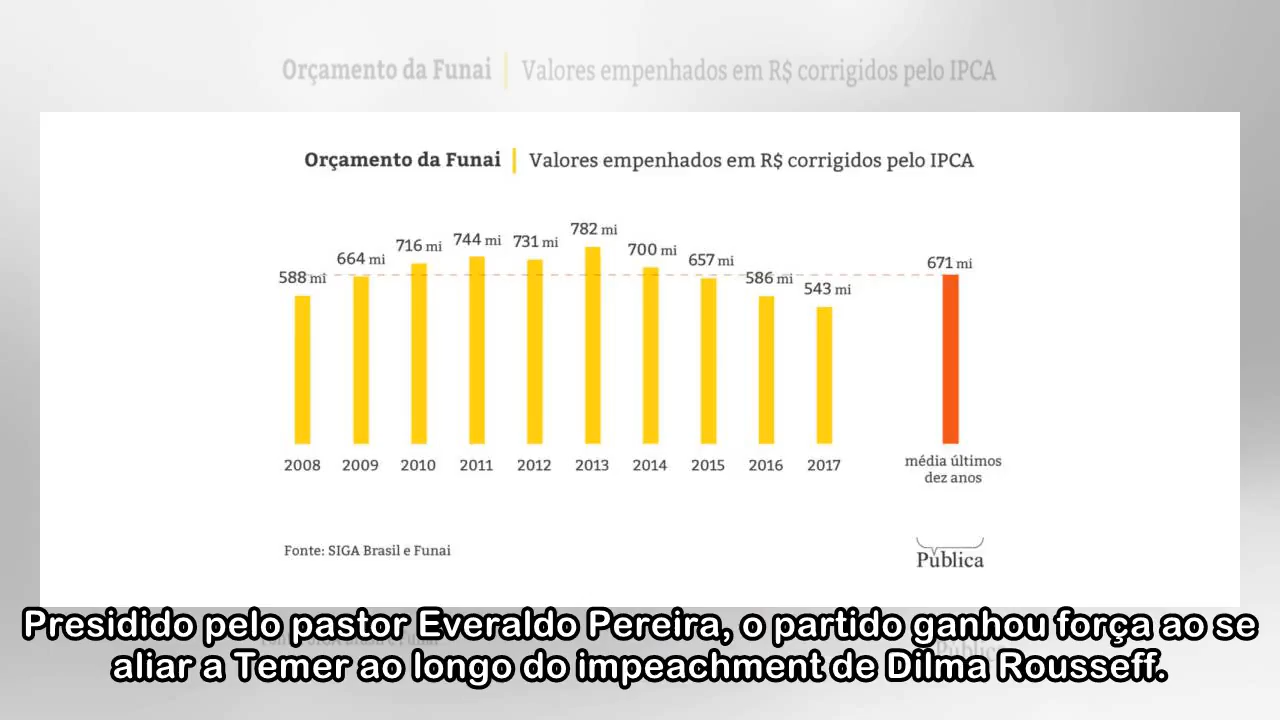 Orçamento da Funai | Valores empenhados em R$ corrigidos pelo IPCA
Orçamento da Funai | Valores empenhados em R$ corrigidos pelo IPCA
588 mi 664 mi 716 mi 744 mi 731 mi 782 mi 700 mi 657 mi 586 mi 543 mi 671 mi
2008 2009 2010 2011 2012 2013 2014 2015 2016 2017
média últimos
dez anos
Fonte: SIGA Brasil e Funai
Pública
Presidido pelo pastor Everaldo Pereira, o partido ganhou força ao se
aliar a Temer ao longo do impeachment de Dilma Rousseff.